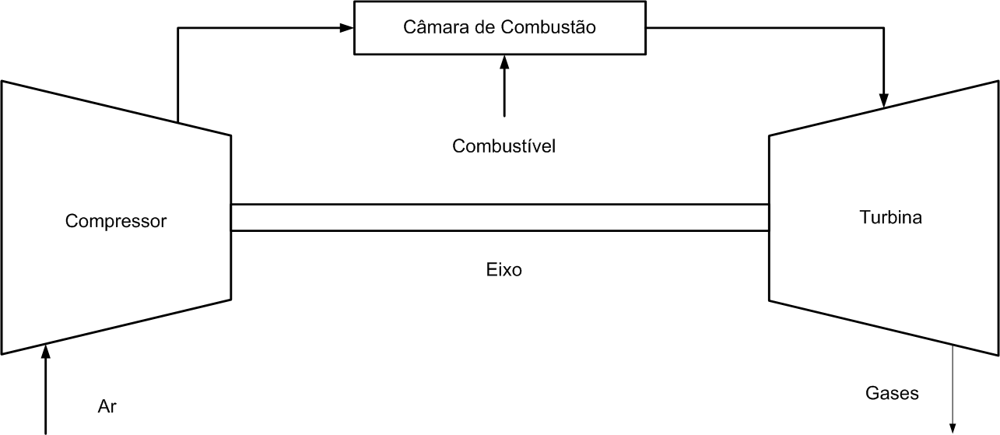 Câmara de Combustão
Combustível
Compressor
Turbina
Eixo
Ar
Gases